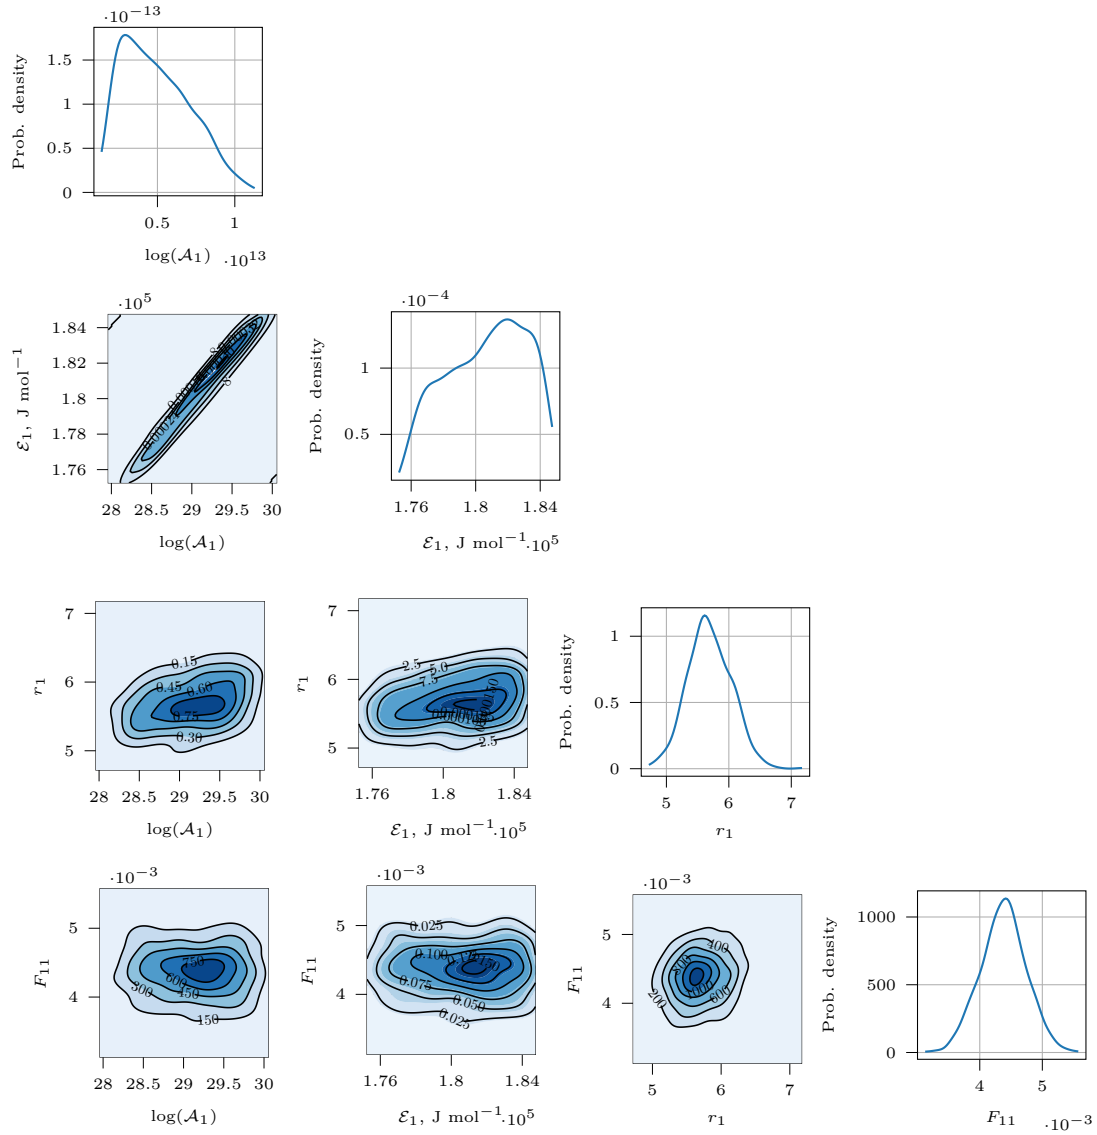 ·10−13
Prob. density
1.5
1
0.5
0
0.5 1
log(𝒜1) ·10^13
·10^5
ℰ1, J mol−1
1.84
1.82
1.8
1.78
1.76
28 28.5 29 29.5 30
log(𝒜1)
·10−4
Prob. density
1
0.5
1.76 1.8 1.84
ℰ1, J mol−1 ·10^5
r1
7
6
5
0.15
0.45 0.60
0.75
0.30
28 28.5 29 29.5 30
log(𝒜1)
r1
7
6
5
2.5 5.0
7.5
2.5
1.76 1.8 1.84
ℰ1, J mol−1 ·10^5
Prob. density
1
0.5
0
5 6 7
r1
·10−3
F11
5
4
750
600
300 450
150
28 28.5 29 29.5 30
log(𝒜1)
·10−3
F11
5
4
0.025
0.100
0.075
0.050
0.025
1.76 1.8 1.84
ℰ1, J mol−1 ·10^5
·10−3
F11
5
4
400
800
1000
200 600
5 6 7
r1
Prob. density
1000
500
0
4 5
F11 ·10−3